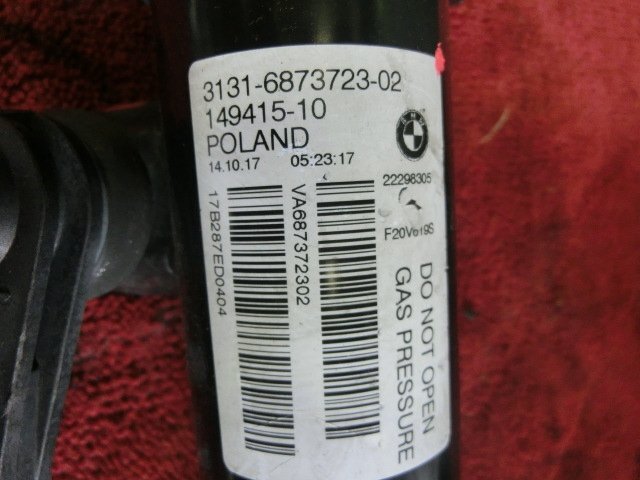 3131-6873723-02
149415-10
POLAND
14.10.17 05:23:17
22298305
F20V619S
17B287ED0404
VA687372302
DO NOT OPEN
GAS PRESSURE